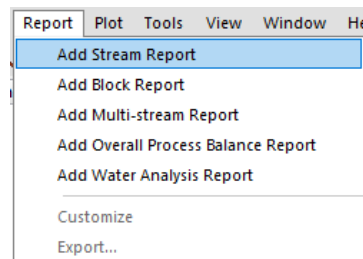 Report Plot Tools View Window He
Add Stream Report
Add Block Report
Add Multi-stream Report
Add Overall Process Balance Report
Add Water Analysis Report
Customize
Export...